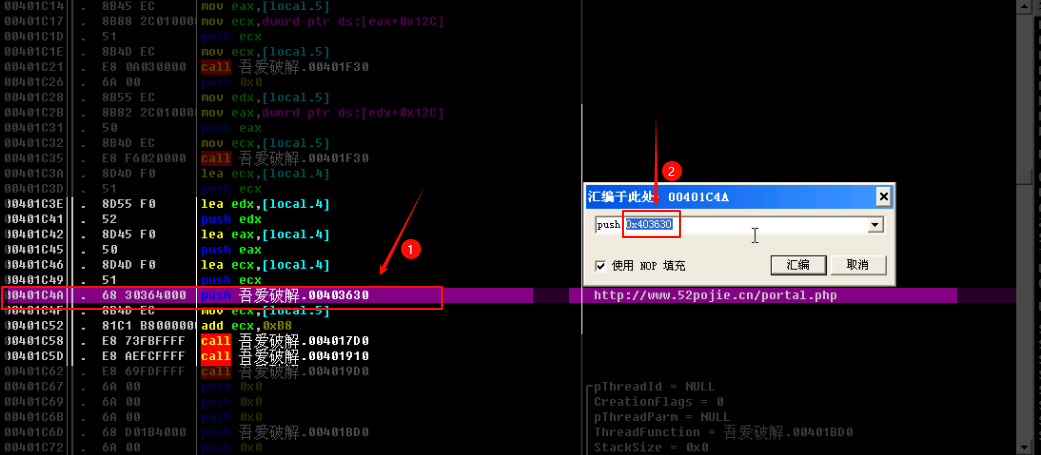 00401C14 . 8B45 EC mov eax,[local.5]
00401C17 . 8B88 2C010000 mov ecx,dword ptr ds:[eax+0x12C]
00401C1D . 51 push ecx
00401C1E . 8B4D EC mov ecx,[local.5]
00401C21 . E8 0A030000 call 吾爱破解.00401F30
00401C26 . 6A 00 push 0x0
00401C28 . 8B55 EC mov edx,[local.5]
00401C2B . 8B82 2C010000 mov eax,dword ptr ds:[edx+0x12C]
00401C31 . 50 push eax
00401C32 . 8B4D EC mov ecx,[local.5]
00401C35 . E8 F6020000 call 吾爱破解.00401F30
00401C3A . 8D4D F0 lea ecx,[local.4]
00401C3D . 51 push ecx
00401C3E . 8D55 F0 lea edx,[local.4]
00401C41 . 52 push edx
00401C42 . 8D45 F0 lea eax,[local.4]
00401C45 . 50 push eax
00401C46 . 8D4D F0 lea ecx,[local.4]
00401C49 . 51 push ecx
00401C4A . 68 30364000 push 吾爱破解.00403630 http://www.52pojie.cn/portal.php
00401C4F . 8B4D EC mov ecx,[local.5]
00401C52 . 81C1 B8000000 add ecx,0xB8
00401C58 . E8 73FBFFFF call 吾爱破解.004017D0
00401C5D . E8 AEFCFFFF call 吾爱破解.00401910
00401C62 . E8 69FDFFFF call 吾爱破解.004019D0
00401C67 . 6A 00 push 0x0 pThreadId = NULL
00401C69 . 6A 00 push 0x0 CreationFlags = 0
00401C6B . 6A 00 push 0x0 pThreadParm = NULL
00401C6D . 68 D01B4000 push 吾爱破解.00401BD0 ThreadFunction = 吾爱破解.00401BD0
00401C72 . 6A 00 push 0x0 StackSize = 0x0
1
2
汇编于此处: 00401C4A
push 0x403630
使用 NOP 填充
汇编
取消